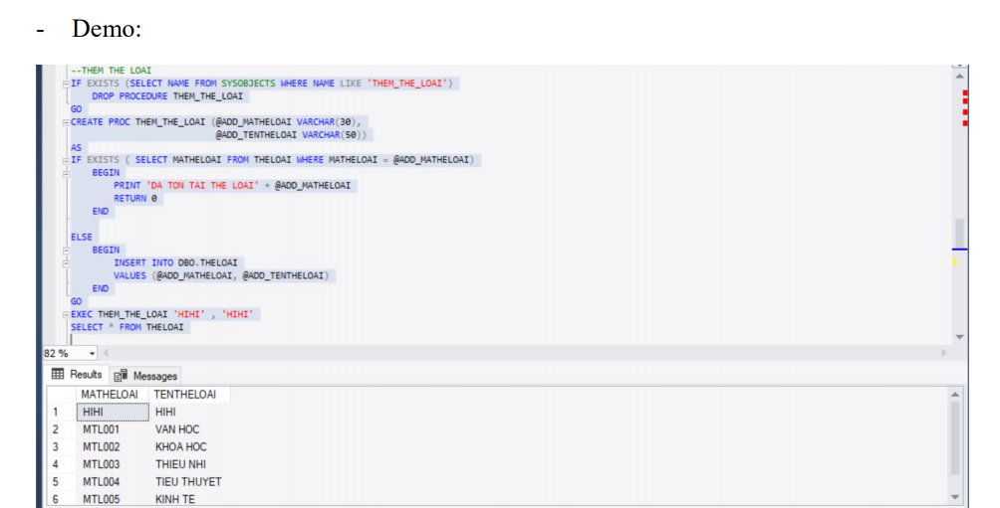 - Demo:
--THEM THE LOAI
IF EXISTS (SELECT NAME FROM SYSOBJECTS WHERE NAME LIKE 'THEM_THE_LOAI')
DROP PROCEDURE THEM_THE_LOAI
GO
CREATE PROC THEM_THE_LOAI (@ADD_MATHELOAI VARCHAR(30),
@ADD_TENTHELOAI VARCHAR(50))
AS
IF EXISTS ( SELECT MATHELOAI FROM THELOAI WHERE MATHELOAI = @ADD_MATHELOAI)
BEGIN
PRINT 'DA TON TAI THE LOAI' + @ADD_MATHELOAI
RETURN 0
END
ELSE
BEGIN
INSERT INTO DBO.THELOAI
VALUES (@ADD_MATHELOAI, @ADD_TENTHELOAI)
END
GO
EXEC THEM_THE_LOAI 'HIHI' , 'HIHI'
SELECT * FROM THELOAI
82 %
Results Messages
MATHELOAI TENTHELOAI
1 HIHI HIHI
2 MTL001 VAN HOC
3 MTL002 KHOA HOC
4 MTL003 THIEU NHI
5 MTL004 TIEU THUYET
6 MTL005 KINH TE